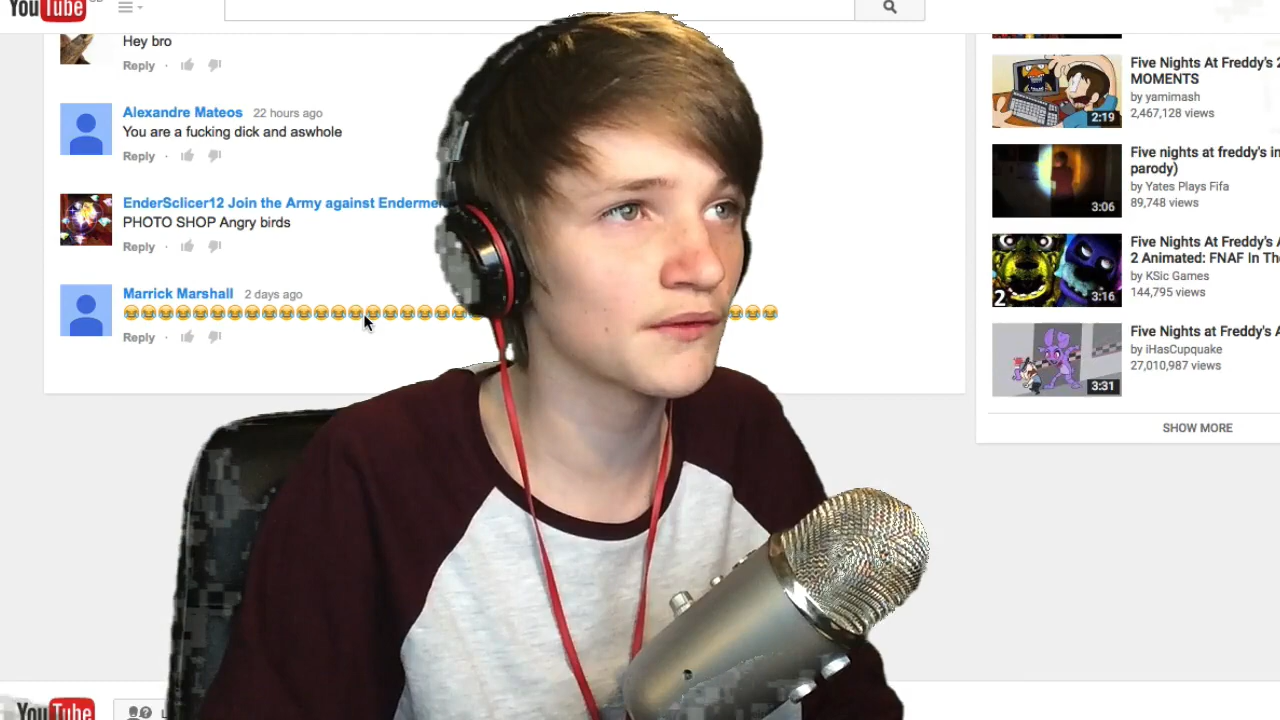 YouTube
Hey bro
Reply
Alexandre Mateos 22 hours ago
You are a fucking dick and aswhole
Reply
EnderSclicer12 Join the Army against Enderme
PHOTO SHOP Angry birds
Reply
Marrick Marshall 2 days ago
😂😂😂😂😂😂😂😂😂😂😂😂😂😂😂😂😂😂😂😂😂 😂😂😂
Reply
Five Nights At Freddy's 2
MOMENTS
by yamimash
2,467,128 views
2:19
Five nights at freddy's in
parody)
by Yates Plays Fifa
89,748 views
3:06
Five Nights At Freddy's A
2 Animated: FNAF In The
by KSic Games
144,795 views
2
3:16
Five Nights at Freddy's A
by iHasCupquake
27,010,987 views
3:31
SHOW MORE
YouTube